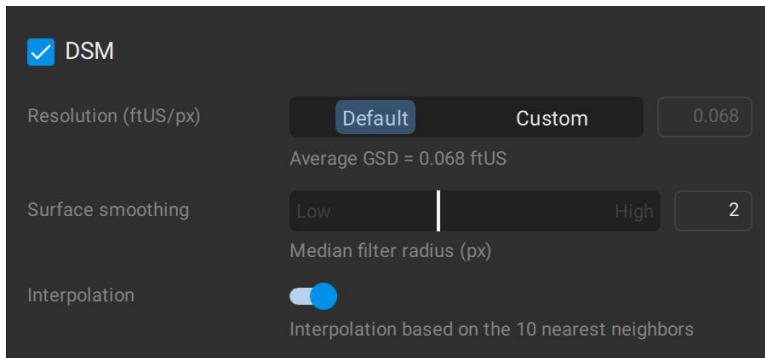 DSM
Resolution (ftUS/px) Default Custom 0.068
Average GSD = 0.068 ftUS
Surface smoothing Low High 2
Median filter radius (px)
Interpolation
Interpolation based on the 10 nearest neighbors